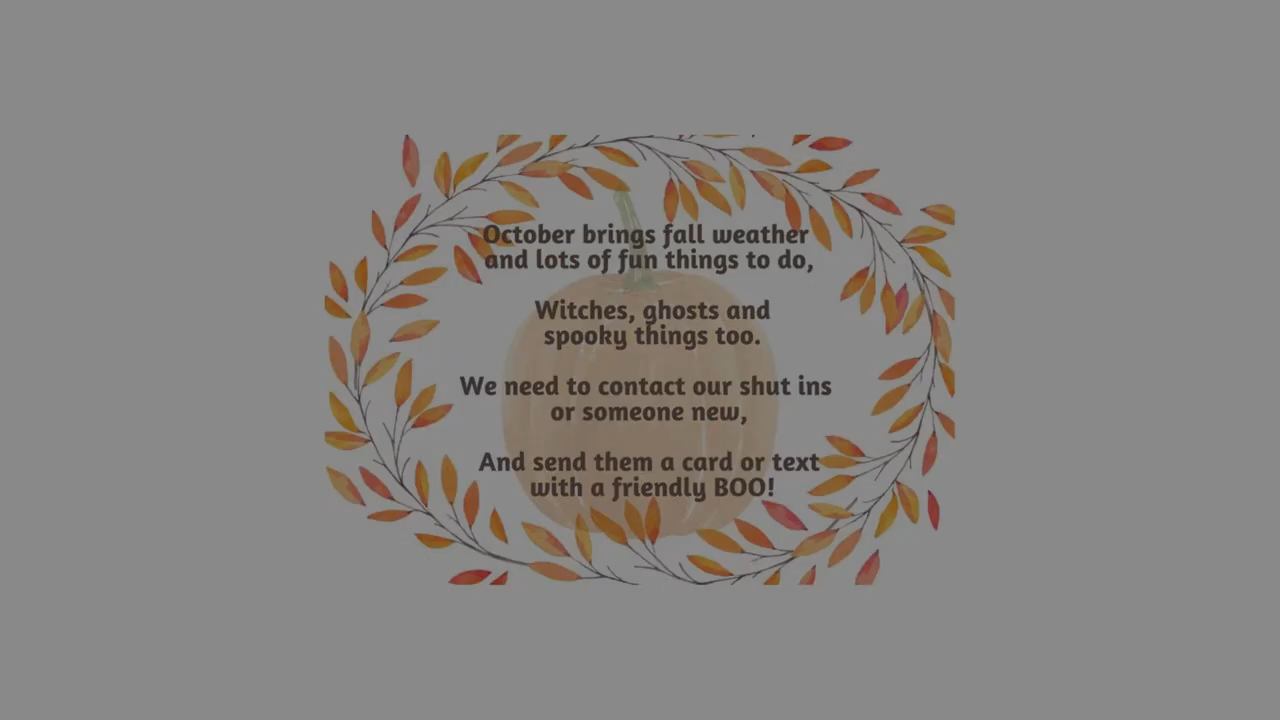 October brings fall weather
and lots of fun things to do,
Witches, ghosts and
spooky things too.
We need to contact our shut ins
or someone new,
And send them a card or text
with a friendly BOO!